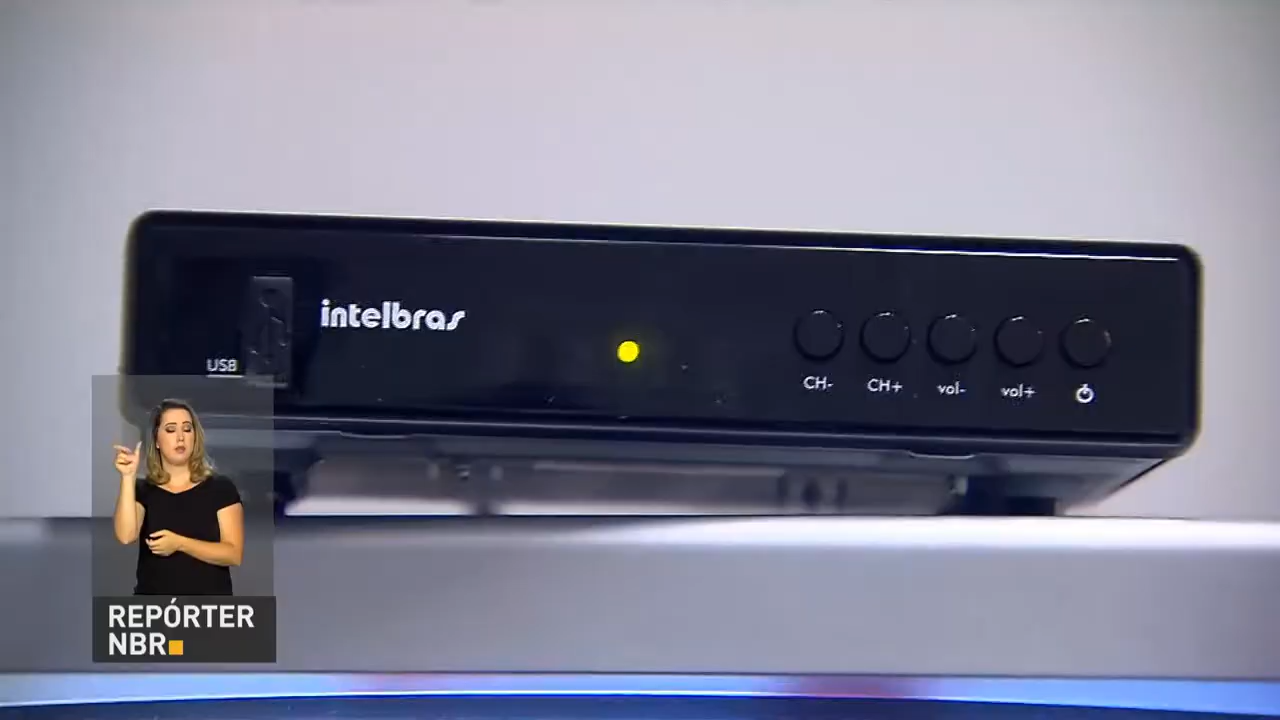 intelbras
USB
CH-
CH+
vol-
vol+
REPÓRTER
NBR